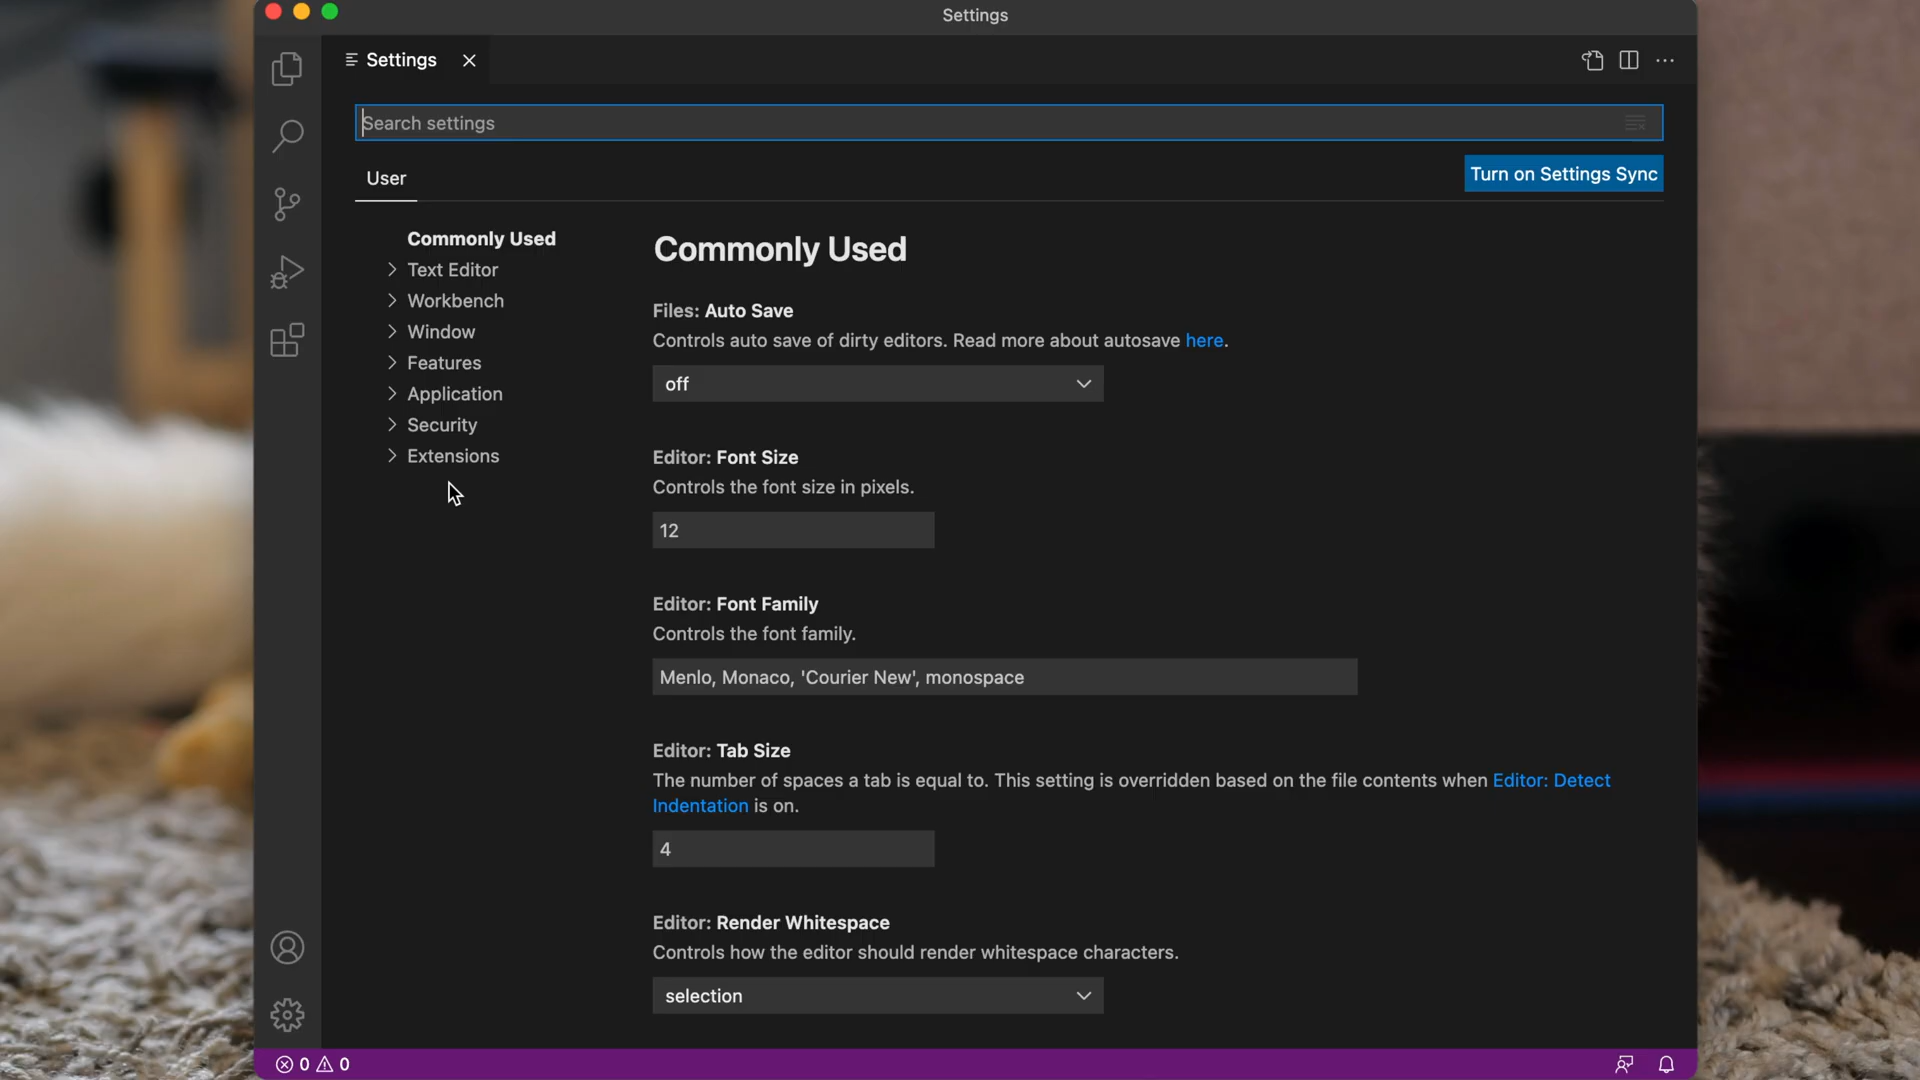 Settings
Settings
Search settings
User
Turn on Settings Sync
Commonly Used
Text Editor
Workbench
Window
Features
Application
Security
Extensions
Commonly Used
Files: Auto Save
Controls auto save of dirty editors. Read more about autosave here.
off
Editor: Font Size
Controls the font size in pixels.
12
Editor: Font Family
Controls the font family.
Menlo, Monaco, 'Courier New', monospace
Editor: Tab Size
The number of spaces a tab is equal to. This setting is overridden based on the file contents when Editor: Detect
Indentation is on.
4
Editor: Render Whitespace
Controls how the editor should render whitespace characters.
selection
0 0